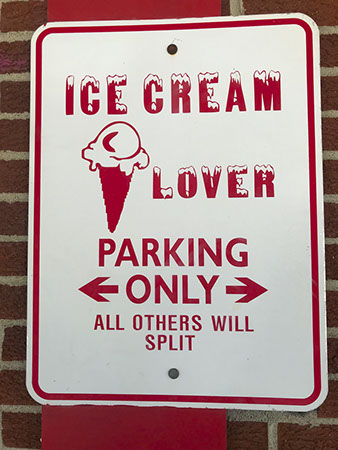 ICE CREAM
LOVER
PARKING
ONLY
ALL OTHERS WILL
SPLIT